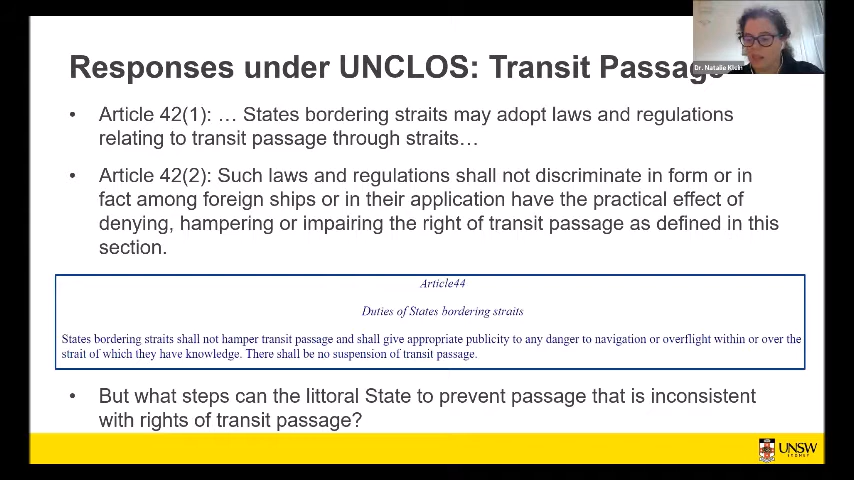 Responses under UNCLOS: Transit Passage
Dr. Natalie Klein
• Article 42(1): … States bordering straits may adopt laws and regulations
relating to transit passage through straits…
• Article 42(2): Such laws and regulations shall not discriminate in form or in
fact among foreign ships or in their application have the practical effect of
denying, hampering or impairing the right of transit passage as defined in this
section.
Article44
Duties of States bordering straits
States bordering straits shall not hamper transit passage and shall give appropriate publicity to any danger to navigation or overflight within or over the
strait of which they have knowledge. There shall be no suspension of transit passage.
• But what steps can the littoral State to prevent passage that is inconsistent
with rights of transit passage?
UNSW
SYDNEY